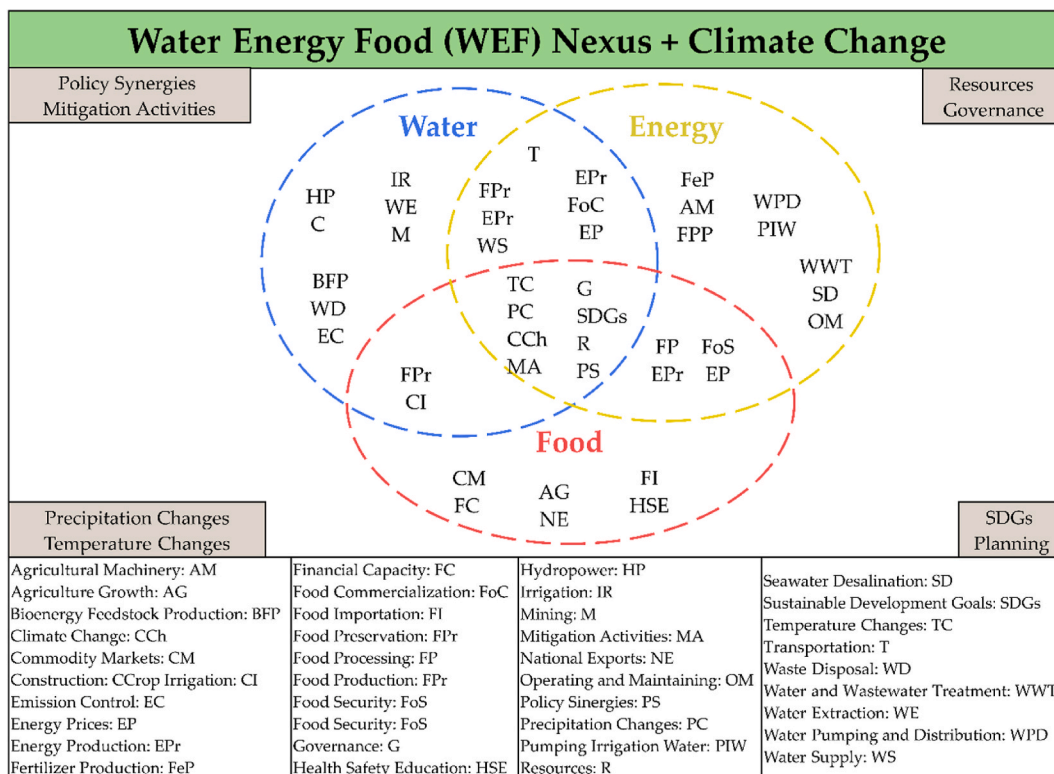 Water Energy Food (WEF) Nexus + Climate Change
Policy Synergies
Mitigation Activities
Resources
Governance
Water
Energy
T
HP
C
IR
WE
M
FPr
EPr
WS
EPr
FoC
EP
FeP
AM
FPP
WPD
PIW
BFP
WD
EC
TC
PC
CCh
MA
G
SDGs
R
PS
WWT
SD
OM
FPr
CI
FP
EPr
FoS
EP
Food
CM
FC
AG
NE
FI
HSE
Precipitation Changes
Temperature Changes
SDGs
Planning
Agricultural Machinery: AM
Agriculture Growth: AG
Bioenergy Feedstock Production: BFP
Climate Change: CCh
Commodity Markets: CM
Construction: CCrop Irrigation: CI
Emission Control: EC
Energy Prices: EP
Energy Production: EPr
Fertilizer Production: FeP
Financial Capacity: FC
Food Commercialization: FoC
Food Importation: FI
Food Preservation: FPr
Food Processing: FP
Food Production: FPr
Food Security: FoS
Food Security: FoS
Governance: G
Health Safety Education: HSE
Hydropower: HP
Irrigation: IR
Mining: M
Mitigation Activities: MA
National Exports: NE
Operating and Maintaining: OM
Policy Sinergies: PS
Precipitation Changes: PC
Pumping Irrigation Water: PIW
Resources: R
Seawater Desalination: SD
Sustainable Development Goals: SDGs
Temperature Changes: TC
Transportation: T
Waste Disposal: WD
Water and Wastewater Treatment: WWT
Water Extraction: WE
Water Pumping and Distribution: WPD
Water Supply: WS